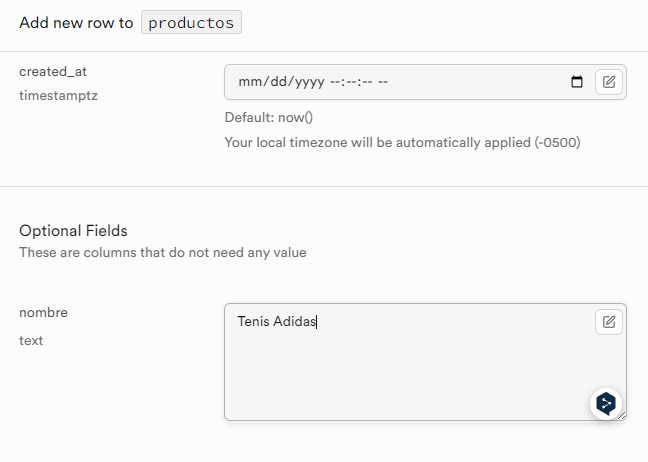 Add new row to productos
created_at
timestamptz
mm/dd/yyyy --:--:-- --
Default: now()
Your local timezone will be automatically applied (-0500)
Optional Fields
These are columns that do not need any value
nombre
text
Tenis Adidas